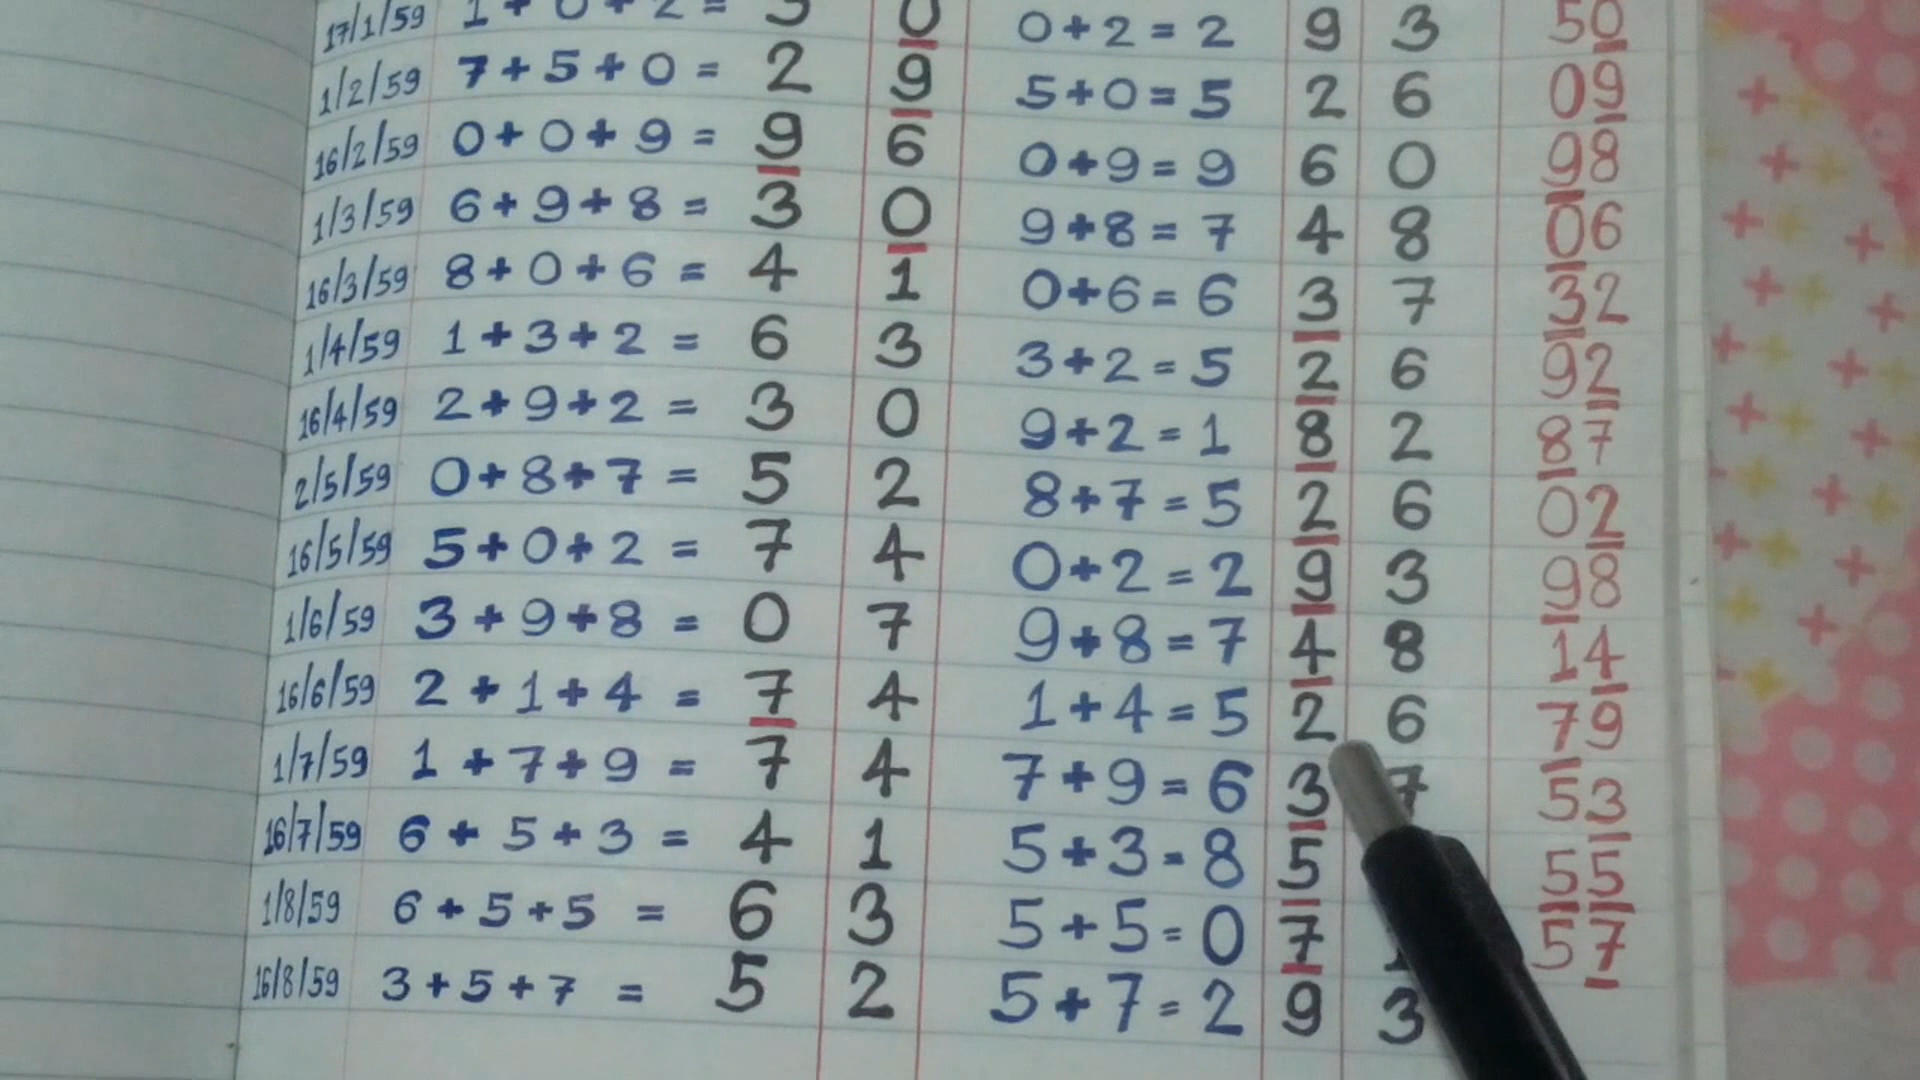 17/1/59 1 + 0 + 2 = 3 0 0 + 2 = 2 9 3 50
1/2/59 7 + 5 + 0 = 2 9 5 + 0 = 5 2 6 09
16/2/59 0 + 0 + 9 = 9 6 0 + 9 = 9 6 0 98
1/3/59 6 + 9 + 8 = 3 0 9 + 8 = 7 4 8 06
16/3/59 8 + 0 + 6 = 4 1 0 + 6 = 6 3 7 32
1/4/59 1 + 3 + 2 = 6 3 3 + 2 = 5 2 6 92
16/4/59 2 + 9 + 2 = 3 0 9 + 2 = 1 8 2 87
2/5/59 0 + 8 + 7 = 5 2 8 + 7 = 5 2 6 02
16/5/59 5 + 0 + 2 = 7 4 0 + 2 = 2 9 3 98
1/6/59 3 + 9 + 8 = 0 7 9 + 8 = 7 4 8 14
16/6/59 2 + 1 + 4 = 7 4 1 + 4 = 5 2 6 79
1/7/59 1 + 7 + 9 = 7 4 7 + 9 = 6 3 7 53
16/7/59 6 + 5 + 3 = 4 1 5 + 3 = 8 5 55
1/8/59 6 + 5 + 5 = 6 3 5 + 5 = 0 7 57
16/8/59 3 + 5 + 7 = 5 2 5 + 7 = 2 9 3